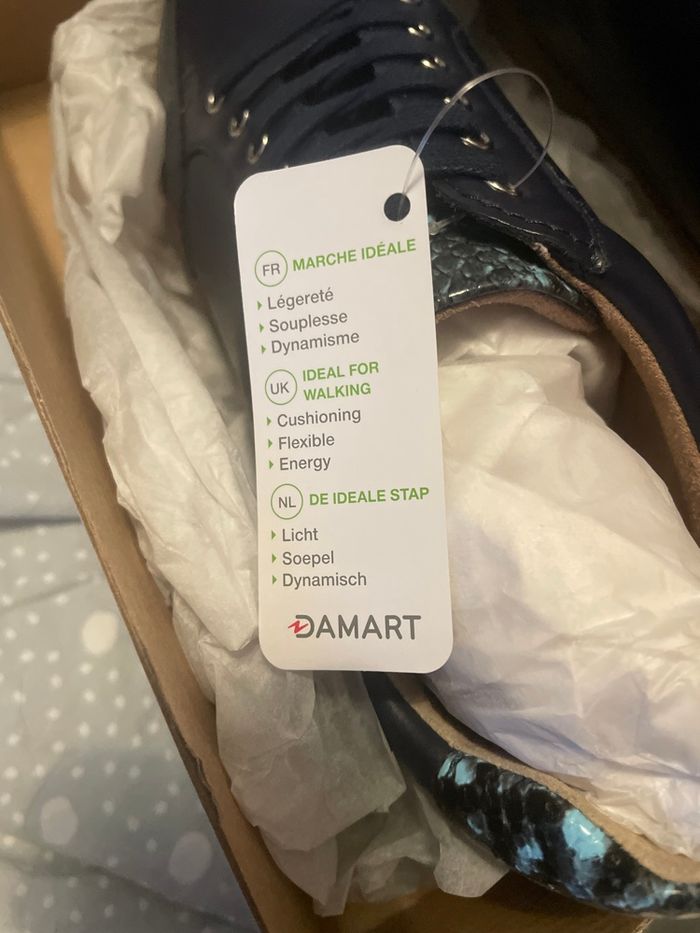 FR MARCHE IDÉALE
Légereté
Souplesse
Dynamisme
UK IDEAL FOR
WALKING
Cushioning
Flexible
Energy
NL DE IDEALE STAP
Licht
Soepel
Dynamisch
DAMART